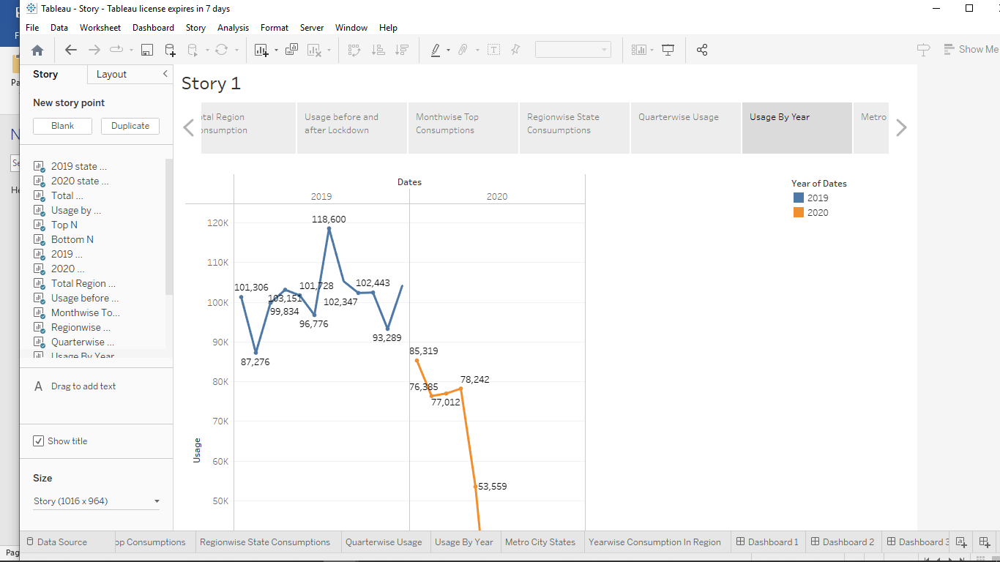 Tableau - Story - Tableau license expires in 7 days
File Data Worksheet Dashboard Story Analysis Format Server Window Help
Show Me
Story Layout
New story point
Blank Duplicate
2019 state ...
2020 state ...
Total ...
Usage by ...
Top N
Bottom N
2019 ...
2020 ...
Total Region ...
Usage before ...
Monthwise To...
Regionwise ...
Quarterwise ...
Usage By Year
A Drag to add text
Show title
Size
Story (1016 x 964)
Story 1
otal Region
onsumption
Usage before and
after Lockdown
Monthwise Top
Consumptions
Regionwise State
Consuumptions
Quarterwise Usage
Usage By Year
Metro
Dates
2019 2020
Usage
120K
110K
100K
90K
80K
70K
60K
50K
101,306
87,276
99,834
103,151
101,728
96,776
118,600
102,347
102,443
93,289
85,319
76,385
77,012
78,242
53,559
Year of Dates
2019
2020
Data Source op Consumptions Regionwise State Consumptions Quarterwise Usage Usage By Year Metro City States Yearwise Consumption In Region Dashboard 1 Dashboard 2 Dashboard 3
Pag